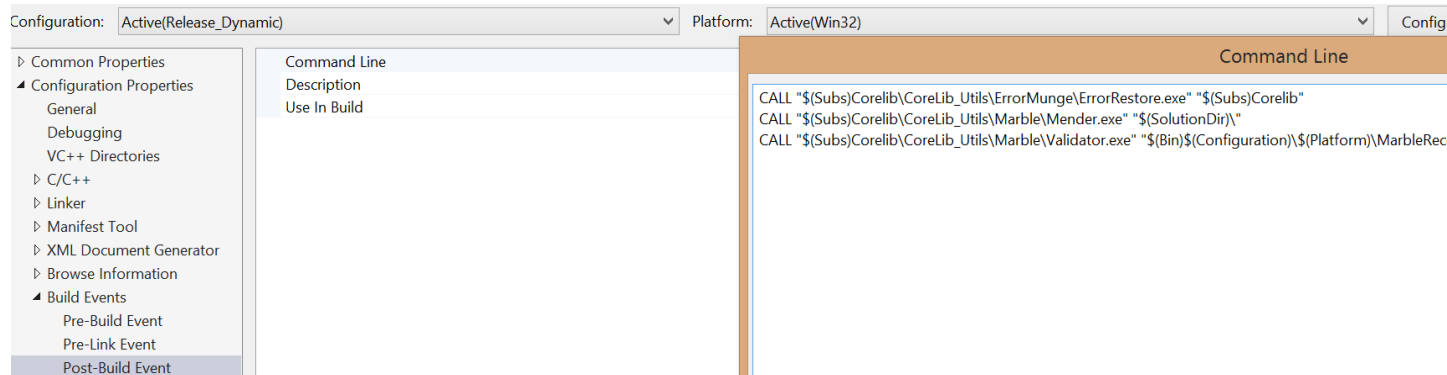 Configuration: Active(Release_Dynamic) Platform: Active(Win32) Config
Common Properties
Configuration Properties
General
Debugging
VC++ Directories
C/C++
Linker
Manifest Tool
XML Document Generator
Browse Information
Build Events
Pre-Build Event
Pre-Link Event
Post-Build Event
Command Line
Description
Use In Build
Command Line
CALL "$(Subs)Corelib\CoreLib_Utils\ErrorMunge\ErrorRestore.exe" "$(Subs)Corelib"
CALL "$(Subs)Corelib\CoreLib_Utils\Marble\Mender.exe" "$(SolutionDir)\"
CALL "$(Subs)Corelib\CoreLib_Utils\Marble\Validator.exe" "$(Bin)$(Configuration)\$(Platform)\MarbleRec